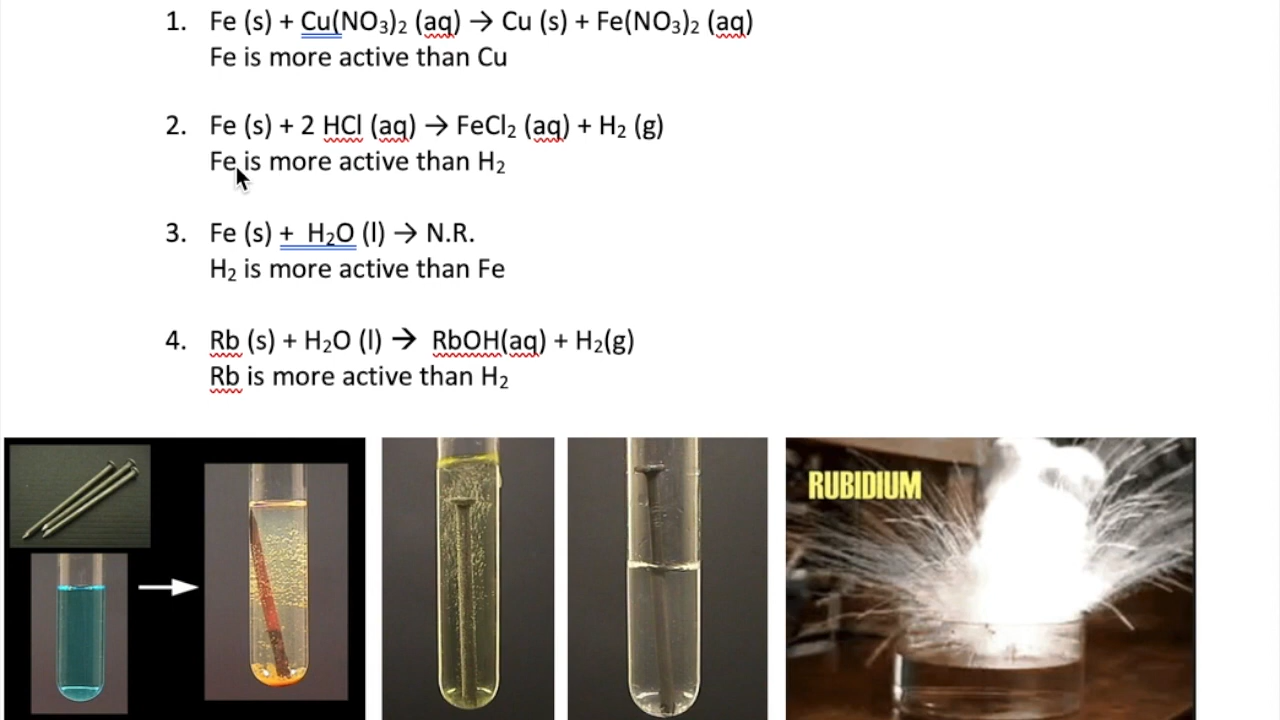 1. Fe (s) + Cu(NO₃)₂ (aq) → Cu (s) + Fe(NO₃)₂ (aq)
Fe is more active than Cu
2. Fe (s) + 2 HCl (aq) → FeCl₂ (aq) + H₂ (g)
Fe is more active than H₂
3. Fe (s) + H₂O (l) → N.R.
H₂ is more active than Fe
4. Rb (s) + H₂O (l) → RbOH(aq) + H₂(g)
Rb is more active than H₂
RUBIDIUM